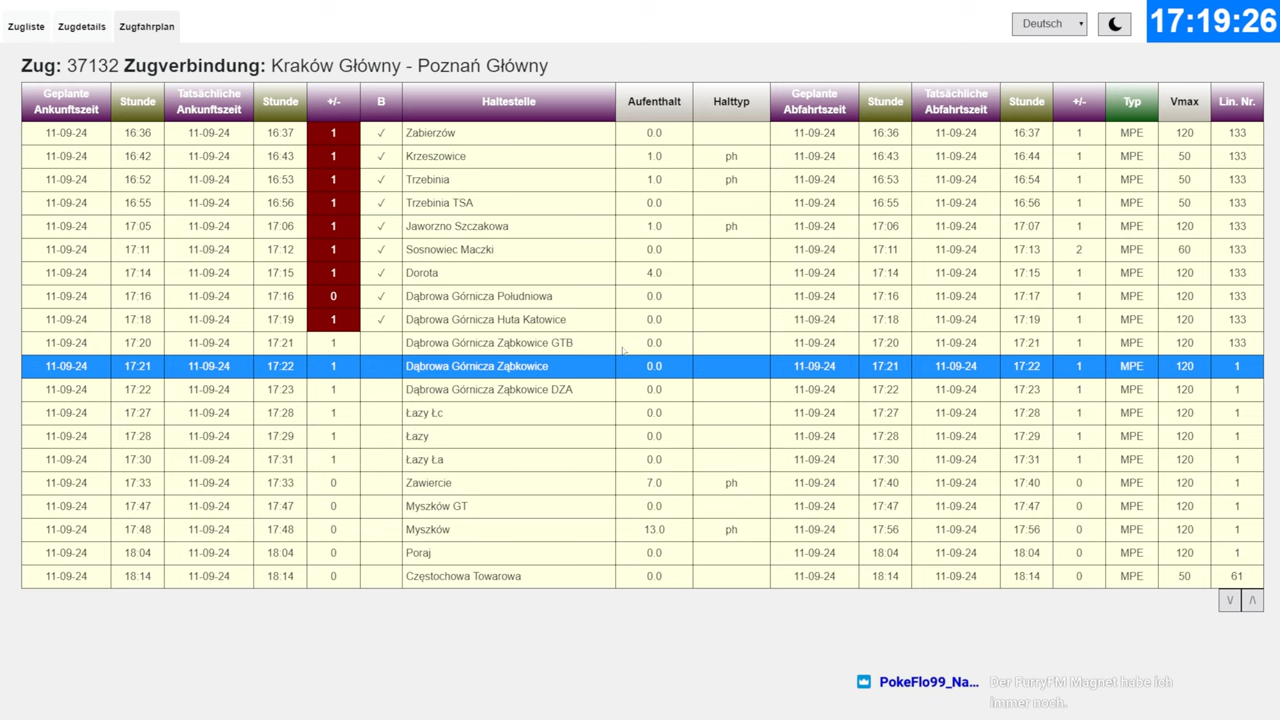 Zugliste Zugdetails Zugfahrplan Deutsch 17:19:26
Zug: 37132 Zugverbindung: Kraków Główny - Poznań Główny
Geplante Ankunftszeit Stunde Tatsächliche Ankunftszeit Stunde +/- B Haltestelle Aufenthalt Halttyp Geplante Abfahrtszeit Stunde Tatsächliche Abfahrtszeit Stunde +/- Typ Vmax Lin. Nr.
11-09-24 16:36 11-09-24 16:37 1 ✓ Zabierzów 0.0 11-09-24 16:36 11-09-24 16:37 1 MPE 120 133
11-09-24 16:42 11-09-24 16:43 1 ✓ Krzeszowice 1.0 ph 11-09-24 16:43 11-09-24 16:44 1 MPE 50 133
11-09-24 16:52 11-09-24 16:53 1 ✓ Trzebinia 1.0 ph 11-09-24 16:53 11-09-24 16:54 1 MPE 50 133
11-09-24 16:55 11-09-24 16:56 1 ✓ Trzebinia TSA 0.0 11-09-24 16:55 11-09-24 16:56 1 MPE 50 133
11-09-24 17:05 11-09-24 17:06 1 ✓ Jaworzno Szczakowa 1.0 ph 11-09-24 17:06 11-09-24 17:07 1 MPE 120 133
11-09-24 17:11 11-09-24 17:12 1 ✓ Sosnowiec Maczki 0.0 11-09-24 17:11 11-09-24 17:13 2 MPE 60 133
11-09-24 17:14 11-09-24 17:15 1 ✓ Dorota 4.0 11-09-24 17:14 11-09-24 17:15 1 MPE 120 133
11-09-24 17:16 11-09-24 17:16 0 ✓ Dąbrowa Górnicza Południowa 0.0 11-09-24 17:16 11-09-24 17:17 1 MPE 120 133
11-09-24 17:18 11-09-24 17:19 1 ✓ Dąbrowa Górnicza Huta Katowice 0.0 11-09-24 17:18 11-09-24 17:19 1 MPE 120 133
11-09-24 17:20 11-09-24 17:21 1 Dąbrowa Górnicza Ząbkowice GTB 0.0 11-09-24 17:20 11-09-24 17:21 1 MPE 120 133
11-09-24 17:21 11-09-24 17:22 1 Dąbrowa Górnicza Ząbkowice 0.0 11-09-24 17:21 11-09-24 17:22 1 MPE 120 1
11-09-24 17:22 11-09-24 17:23 1 Dąbrowa Górnicza Ząbkowice DZA 0.0 11-09-24 17:22 11-09-24 17:23 1 MPE 120 1
11-09-24 17:27 11-09-24 17:28 1 Łazy Łc 0.0 11-09-24 17:27 11-09-24 17:28 1 MPE 120 1
11-09-24 17:28 11-09-24 17:29 1 Łazy 0.0 11-09-24 17:28 11-09-24 17:29 1 MPE 120 1
11-09-24 17:30 11-09-24 17:31 1 Łazy Ła 0.0 11-09-24 17:30 11-09-24 17:31 1 MPE 120 1
11-09-24 17:33 11-09-24 17:33 0 Zawiercie 7.0 ph 11-09-24 17:40 11-09-24 17:40 0 MPE 120 1
11-09-24 17:47 11-09-24 17:47 0 Myszków GT 0.0 11-09-24 17:47 11-09-24 17:47 0 MPE 120 1
11-09-24 17:48 11-09-24 17:48 0 Myszków 13.0 ph 11-09-24 17:56 11-09-24 17:56 0 MPE 120 1
11-09-24 18:04 11-09-24 18:04 0 Poraj 0.0 11-09-24 18:04 11-09-24 18:04 0 MPE 120 1
11-09-24 18:14 11-09-24 18:14 0 Częstochowa Towarowa 0.0 11-09-24 18:14 11-09-24 18:14 0 MPE 50 61
PokeFlo99_Na... Der FurryFM Magnet habe ich
immer noch.